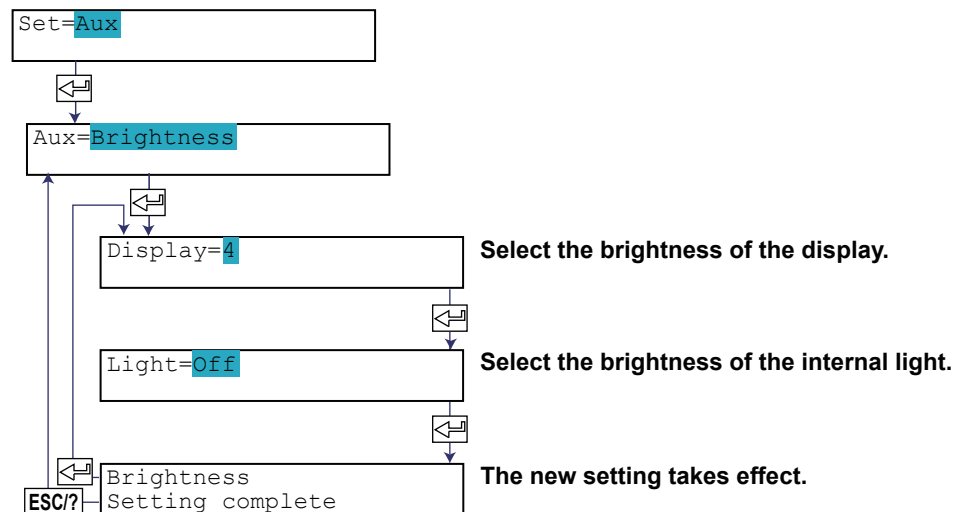 Set=Aux
Aux=Brightness
Display=4
Select the brightness of the display.
Light=Off
Select the brightness of the internal light.
Brightness
Setting complete
The new setting takes effect.
ESC/?